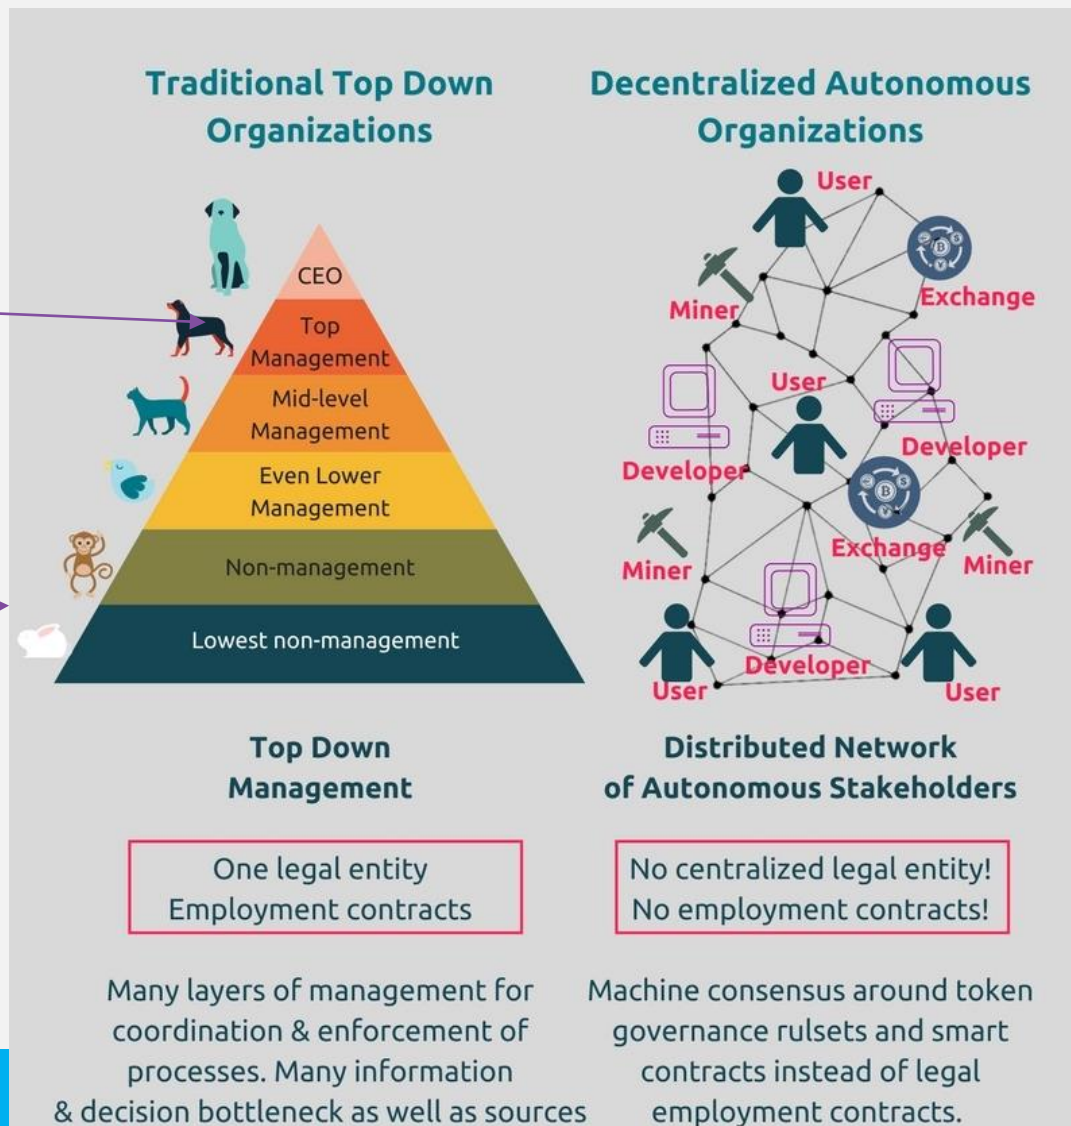 Traditional Top Down
Organizations
CEO
Top
Management
Mid-level
Management
Even Lower
Management
Non-management
Lowest non-management
Top Down
Management
One legal entity
Employment contracts
Many layers of management for
coordination & enforcement of
processes. Many information
& decision bottleneck as well as sources
Decentralized Autonomous
Organizations
User
Exchange
Miner
User
Developer
Developer
Exchange
Miner
Miner
Developer
User
User
Distributed Network
of Autonomous Stakeholders
No centralized legal entity!
No employment contracts!
Machine consensus around token
governance rulsets and smart
contracts instead of legal
employment contracts.